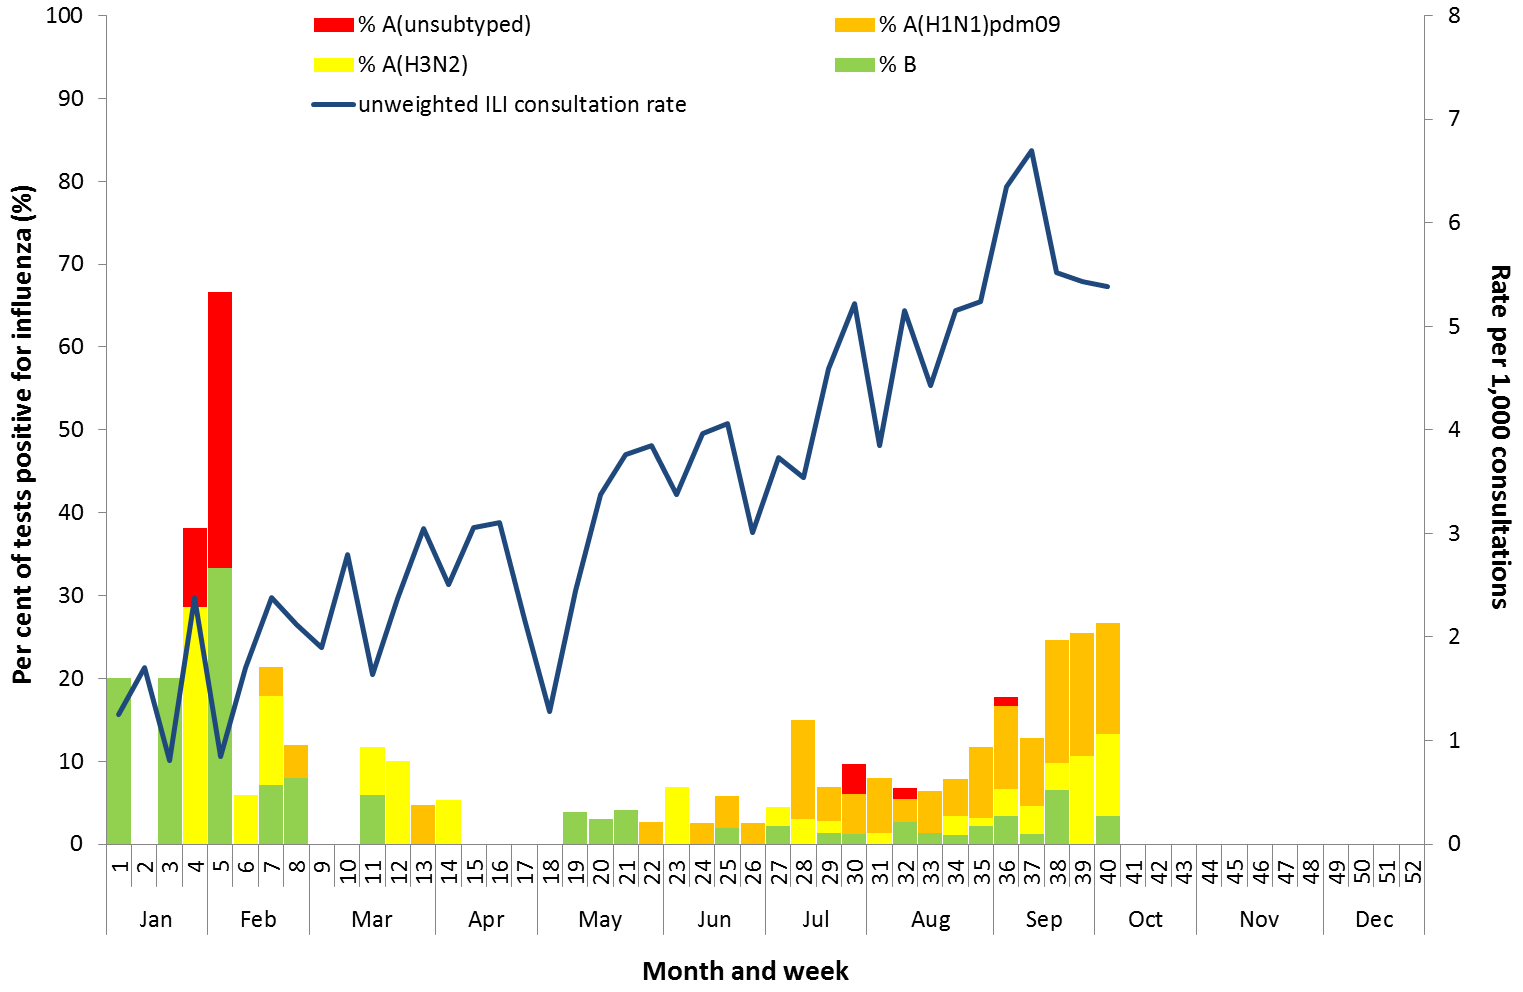 % A(unsubtyped)
% A(H1N1)pdm09
% A(H3N2)
% B
unweighted ILI consultation rate
Per cent of tests positive for influenza (%)
100
90
80
70
60
50
40
30
20
10
0
8
7
6
5
4
3
2
1
0
Rate per 1,000 consultations
1 2 3 4 5 6 7 8 9 10 11 12 13 14 15 16 17 18 19 20 21 22 23 24 25 26 27 28 29 30 31 32 33 34 35 36 37 38 39 40 41 42 43 44 45 46 47 48 49 50 51 52
Jan Feb Mar Apr May Jun Jul Aug Sep Oct Nov Dec
Month and week